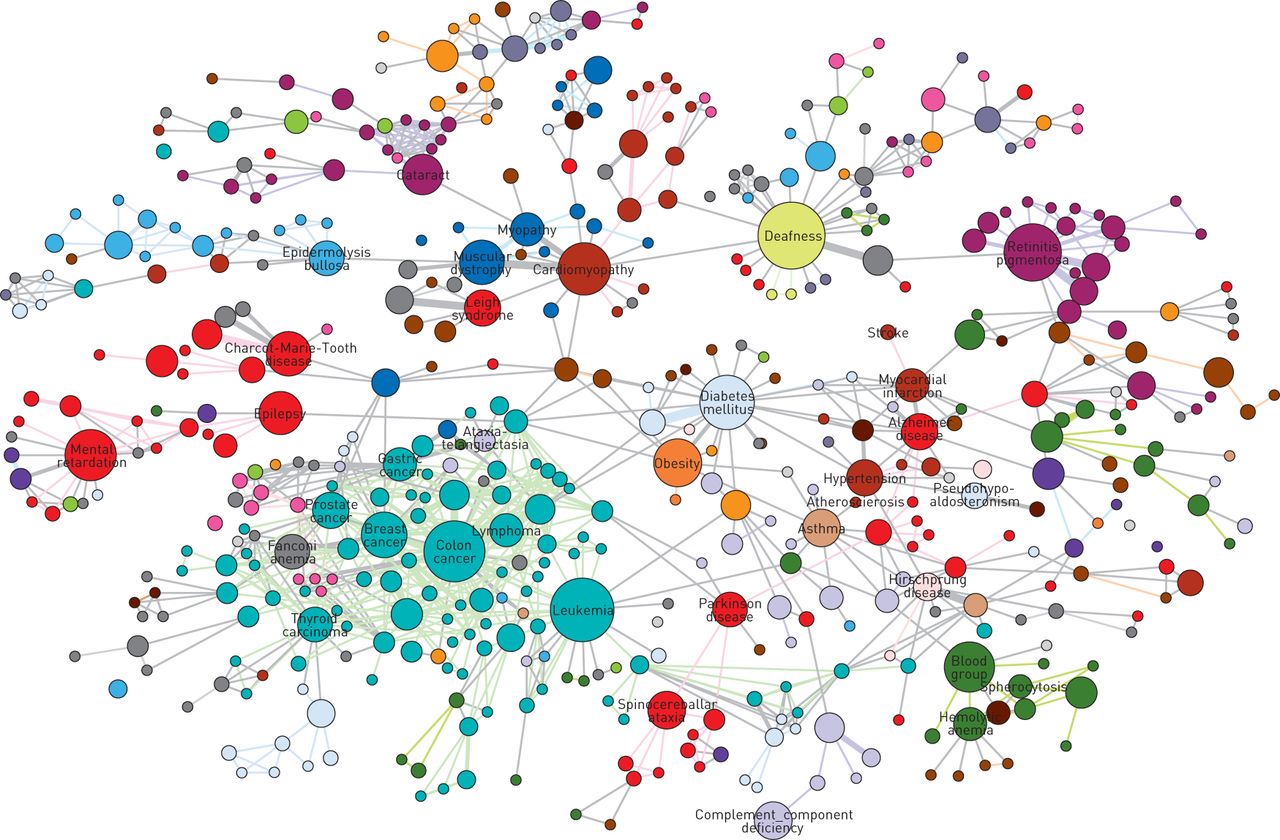 Cataract
Deafness
Myopathy
Epidermolysis
bullosa
Muscular
dystrophy
Cardiomyopathy
Retinitis
pigmentosa
Leigh
syndrome
Charcot-Marie-Tooth
disease
Stroke
Myocardial
infarction
Diabetes
mellitus
Epilepsy
Ataxia-
telangiectasia
Alzheimer
disease
Mental
retardation
Gastric
cancer
Obesity
Hypertension
Pseudohypo-
aldosteronism
Atherosclerosis
Prostate
cancer
Breast
cancer
Lymphoma
Asthma
Fanconi
anemia
Colon
cancer
Hirschprung
disease
Leukemia
Parkinson
disease
Thyroid
carcinoma
Blood
group
Spherocytosis
Spinocereballar
ataxia
Hemolytic
anemia
Complement_component
deficiency